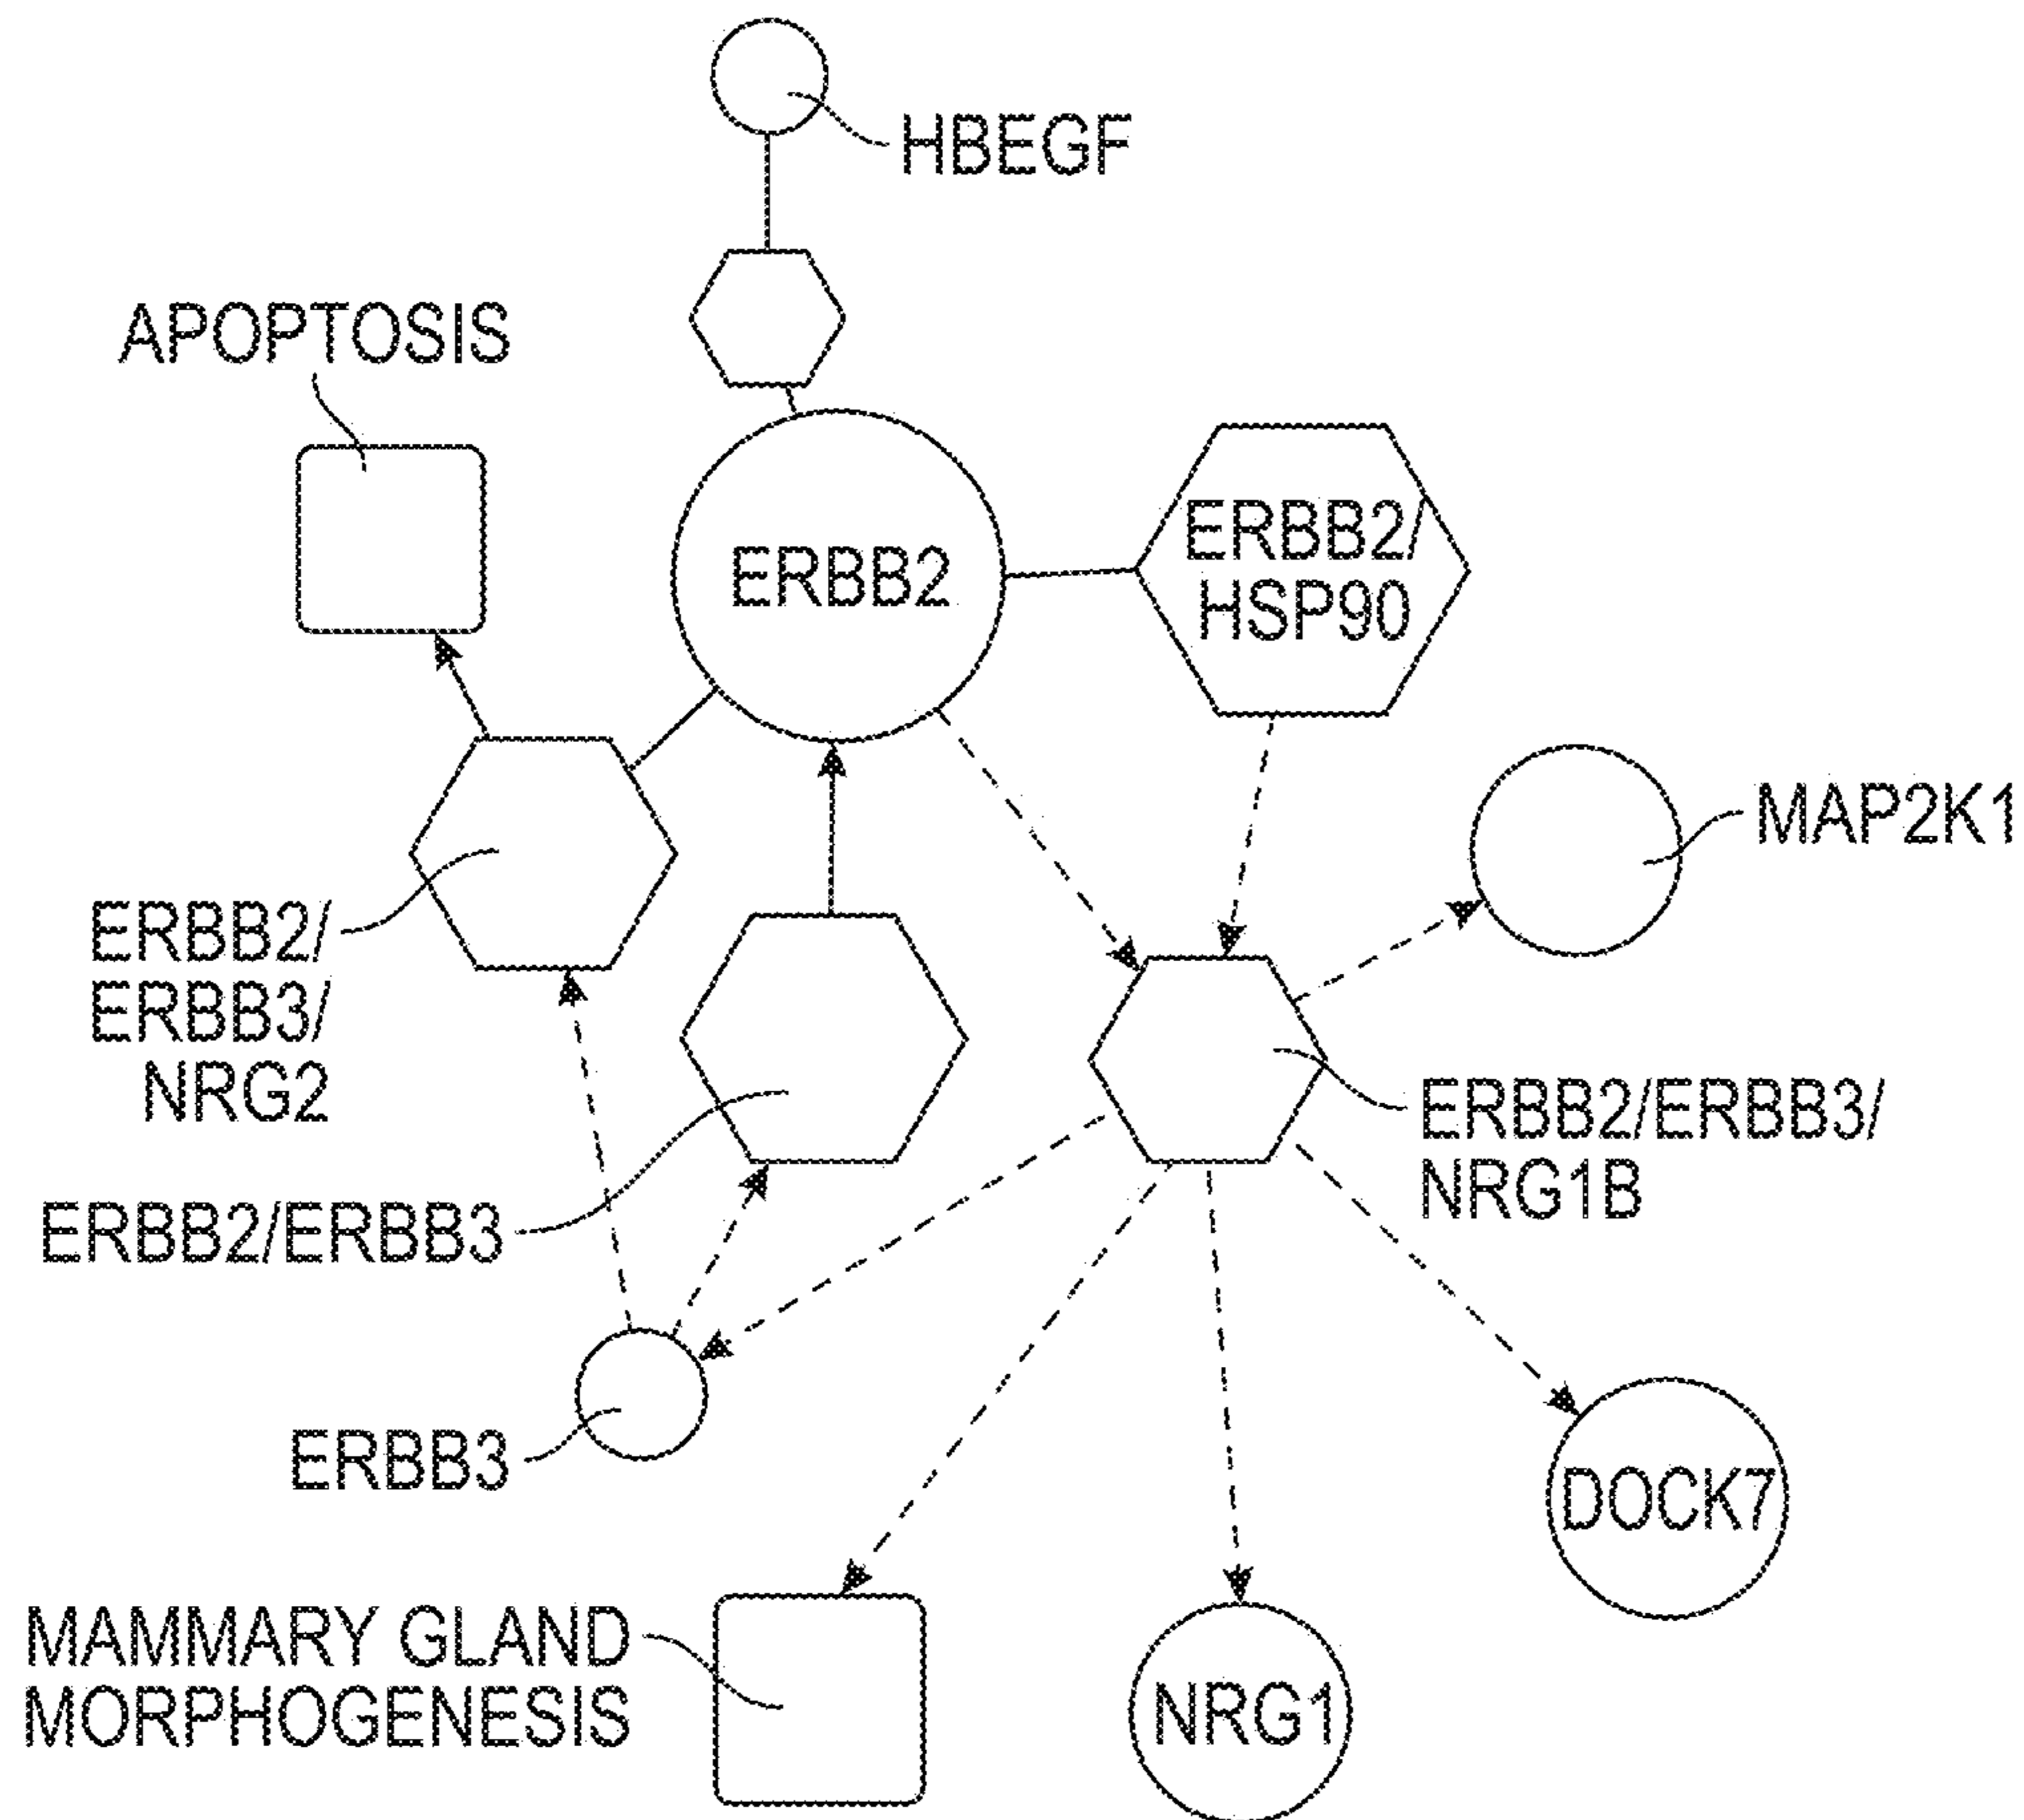 HBEGF
APOPTOSIS
ERBB2
ERBB2/
HSP90
MAP2K1
ERBB2/
ERBB3/
NRG2
ERBB2/ERBB3/
NRG1B
ERBB2/ERBB3
ERBB3
DOCK7
MAMMARY GLAND
MORPHOGENESIS
NRG1